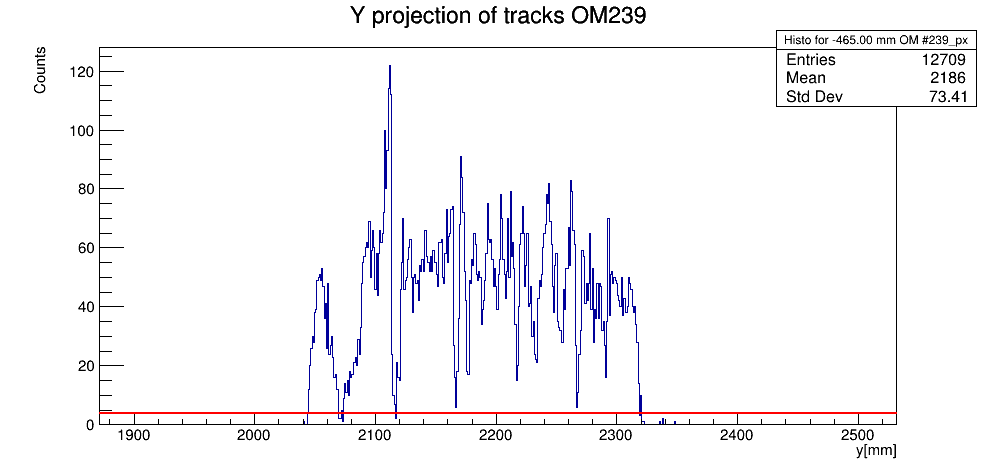 Y projection of tracks OM239
Histo for -465.00 mm OM #239_px
Entries 12709
Mean 2186
Std Dev 73.41
Counts
120
100
80
60
40
20
0
1900 2000 2100 2200 2300 2400 2500
y[mm]